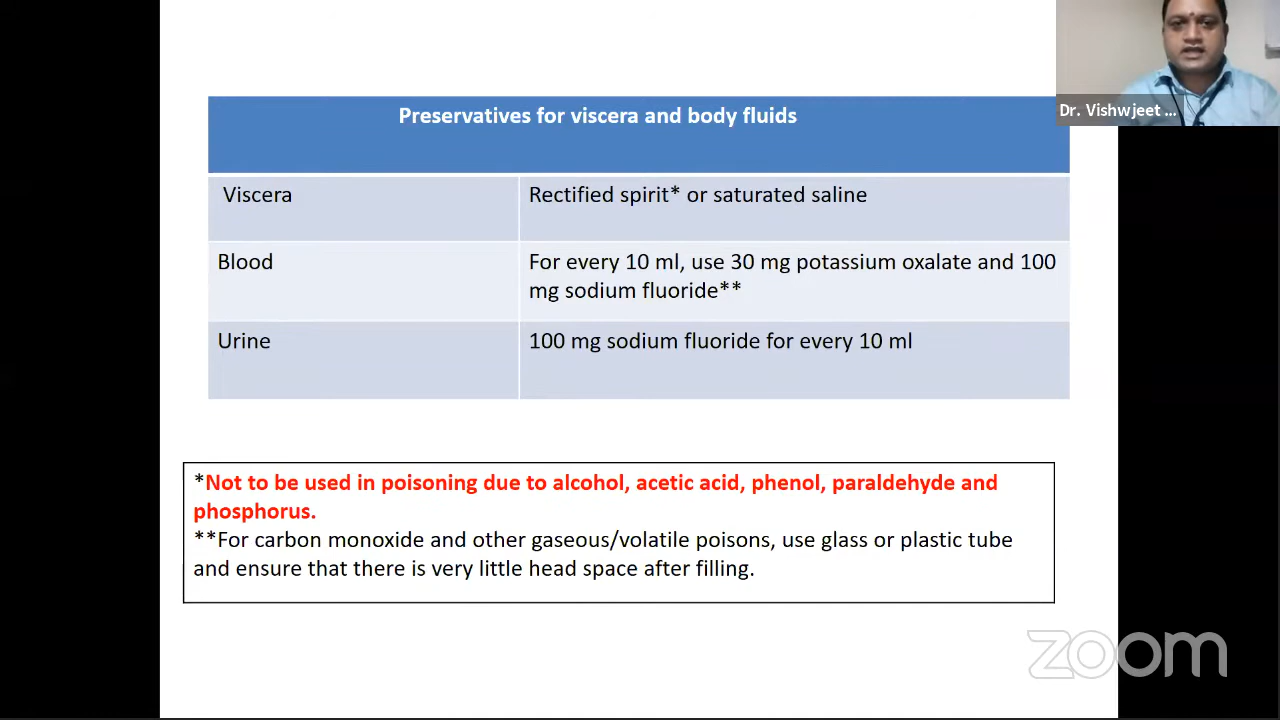 Dr. Vishwjeet ...
Preservatives for viscera and body fluids
Viscera
Rectified spirit* or saturated saline
Blood
For every 10 ml, use 30 mg potassium oxalate and 100
mg sodium fluoride**
Urine
100 mg sodium fluoride for every 10 ml
*Not to be used in poisoning due to alcohol, acetic acid, phenol, paraldehyde and
phosphorus.
**For carbon monoxide and other gaseous/volatile poisons, use glass or plastic tube
and ensure that there is very little head space after filling.
zoom